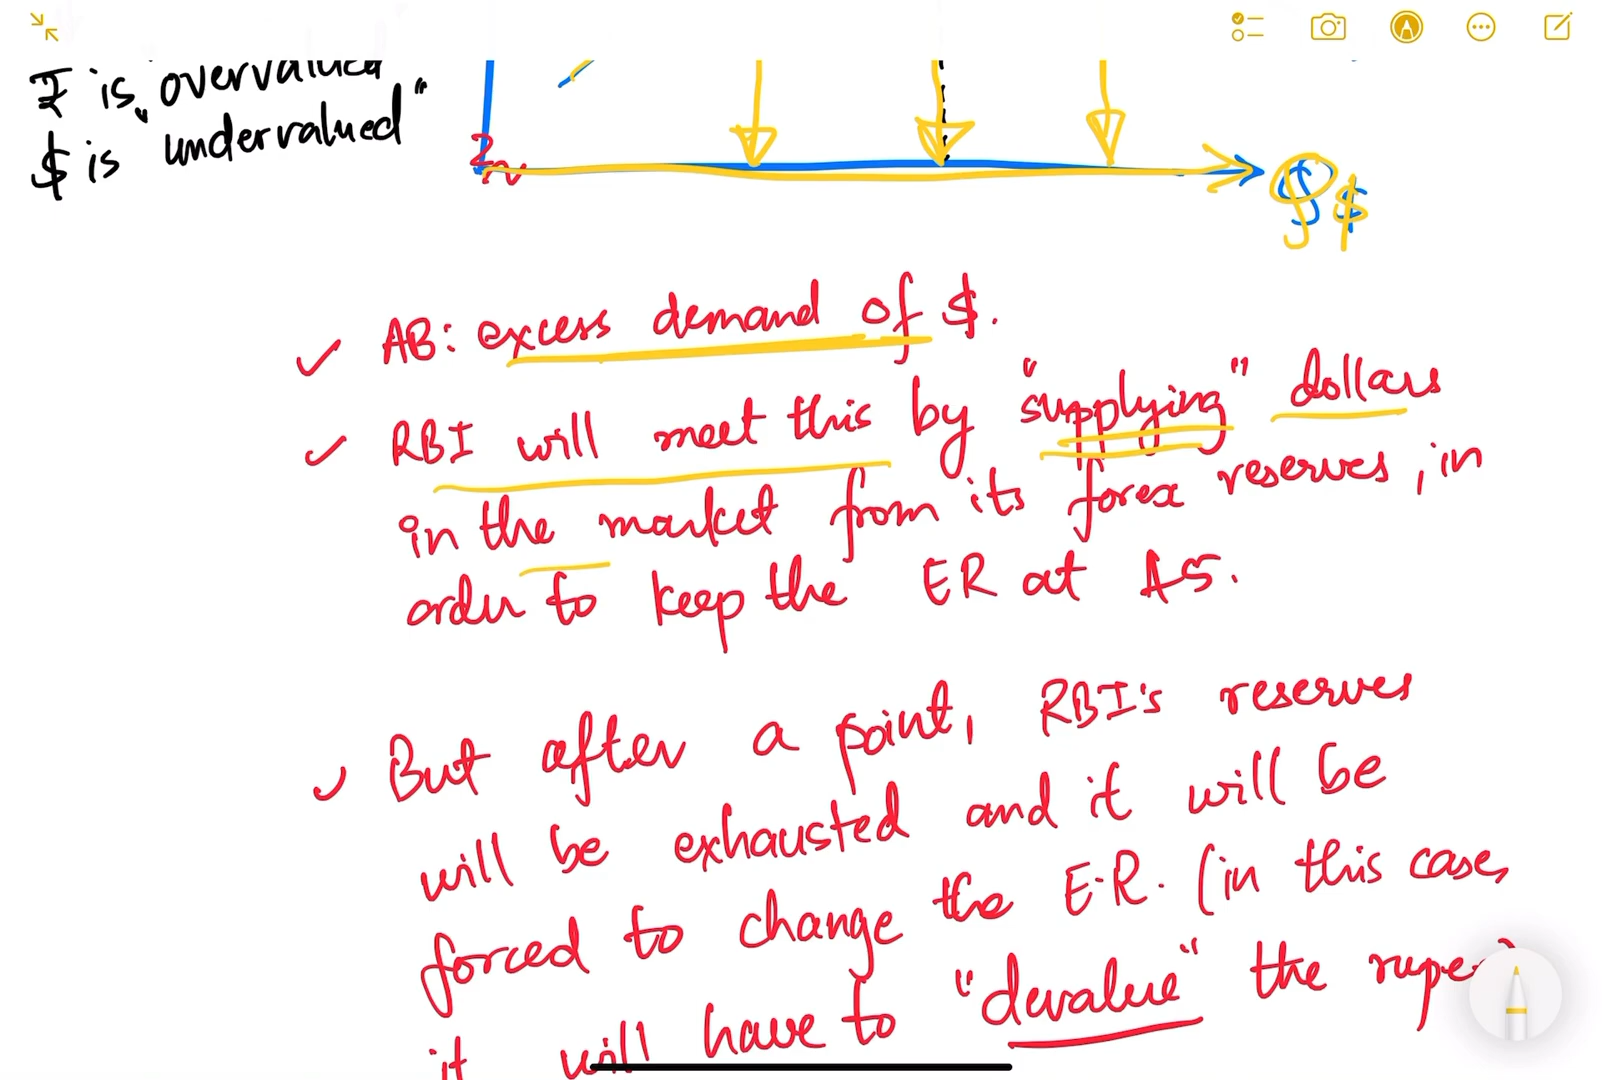 ₹ is "overvalued
$ is undervalued"
Q $
AB: excess demand of $.
RBI will meet this by "supplying" dollars
in the market from its forex reserves, in
order to keep the ER at A5.
But after a point, RBI's reserves
will be exhausted and it will be
forced to change the E.R. (in this case,
it will have to "devalue" the rupee